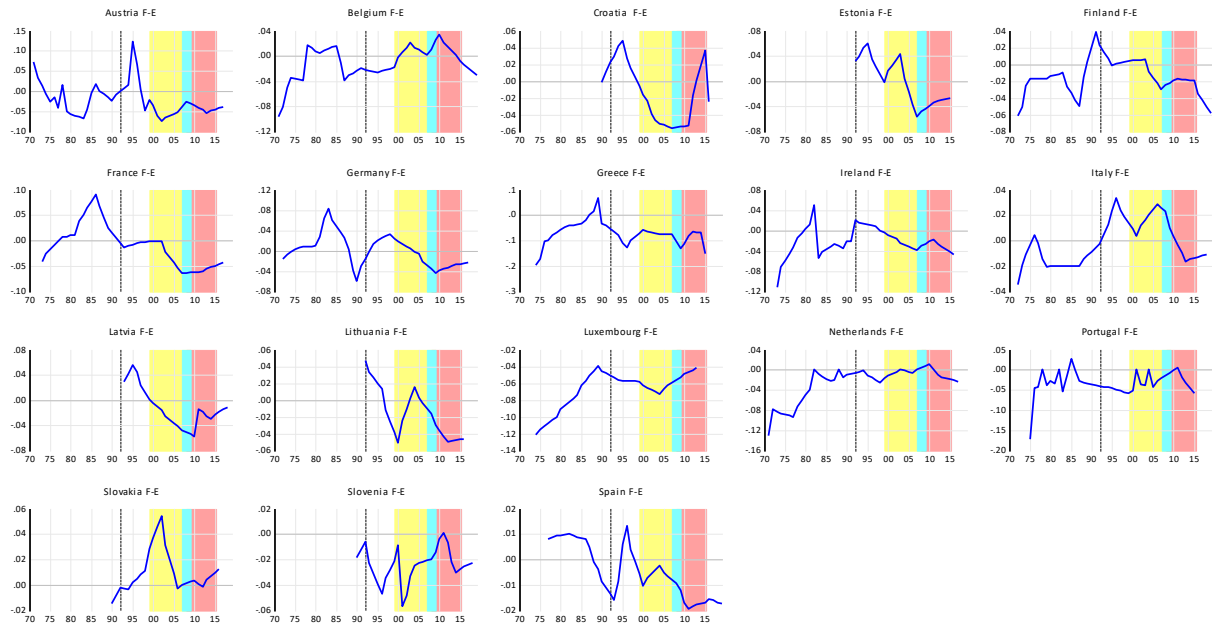 Austria F-E
.15
.10
.05
.00
-.05
-.10
70 75 80 85 90 95 00 05 10 15
Belgium F-E
.04
.00
-.04
-.08
-.12
70 75 80 85 90 95 00 05 10 15
Croatia F-E
.06
.04
.02
.00
-.02
-.04
-.06
70 75 80 85 90 95 00 05 10 15
Estonia F-E
.08
.04
.00
-.04
-.08
70 75 80 85 90 95 00 05 10 15
Finland F-E
.04
.02
.00
-.02
-.04
-.06
-.08
70 75 80 85 90 95 00 05 10 15
France F-E
.10
.05
.00
-.05
-.10
70 75 80 85 90 95 00 05 10 15
Germany F-E
.12
.08
.04
.00
-.04
-.08
70 75 80 85 90 95 00 05 10 15
Greece F-E
.1
.0
-.1
-.2
-.3
70 75 80 85 90 95 00 05 10 15
Ireland F-E
.08
.04
.00
-.04
-.08
-.12
70 75 80 85 90 95 00 05 10 15
Italy F-E
.04
.02
.00
-.02
-.04
70 75 80 85 90 95 00 05 10 15
Latvia F-E
.08
.04
.00
-.04
-.08
70 75 80 85 90 95 00 05 10 15
Lithuania F-E
.06
.04
.02
.00
-.02
-.04
-.06
70 75 80 85 90 95 00 05 10 15
Luxembourg F-E
-.02
-.04
-.06
-.08
-.10
-.12
-.14
70 75 80 85 90 95 00 05 10 15
Netherlands F-E
.04
.00
-.04
-.08
-.12
-.16
70 75 80 85 90 95 00 05 10 15
Portugal F-E
.05
.00
-.05
-.10
-.15
-.20
70 75 80 85 90 95 00 05 10 15
Slovakia F-E
.06
.04
.02
.00
-.02
70 75 80 85 90 95 00 05 10 15
Slovenia F-E
.02
.00
-.02
-.04
-.06
70 75 80 85 90 95 00 05 10 15
Spain F-E
.02
.01
.00
-.01
-.02
70 75 80 85 90 95 00 05 10 15